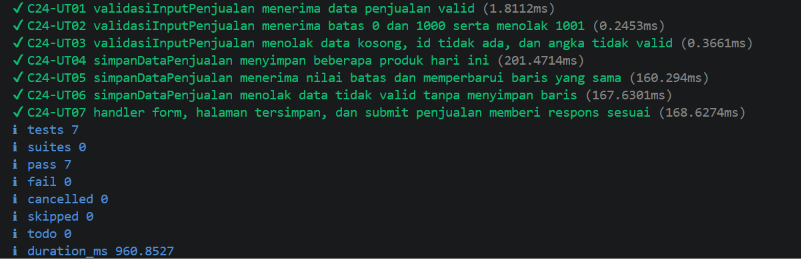 ✓ C24-UT01 validasiInputPenjualan menerima data penjualan valid (1.8112ms)
✓ C24-UT02 validasiInputPenjualan menerima batas 0 dan 1000 serta menolak 1001 (0.2453ms)
✓ C24-UT03 validasiInputPenjualan menolak data kosong, id tidak ada, dan angka tidak valid (0.3661ms)
✓ C24-UT04 simpanDataPenjualan menyimpan beberapa produk hari ini (201.4714ms)
✓ C24-UT05 simpanDataPenjualan menerima nilai batas dan memperbarui baris yang sama (160.294ms)
✓ C24-UT06 simpanDataPenjualan menolak data tidak valid tanpa menyimpan baris (167.6301ms)
✓ C24-UT07 handler form, halaman tersimpan, dan submit penjualan memberi respons sesuai (168.6274ms)
ℹ tests 7
ℹ suites 0
ℹ pass 7
ℹ fail 0
ℹ cancelled 0
ℹ skipped 0
ℹ todo 0
ℹ duration_ms 960.8527